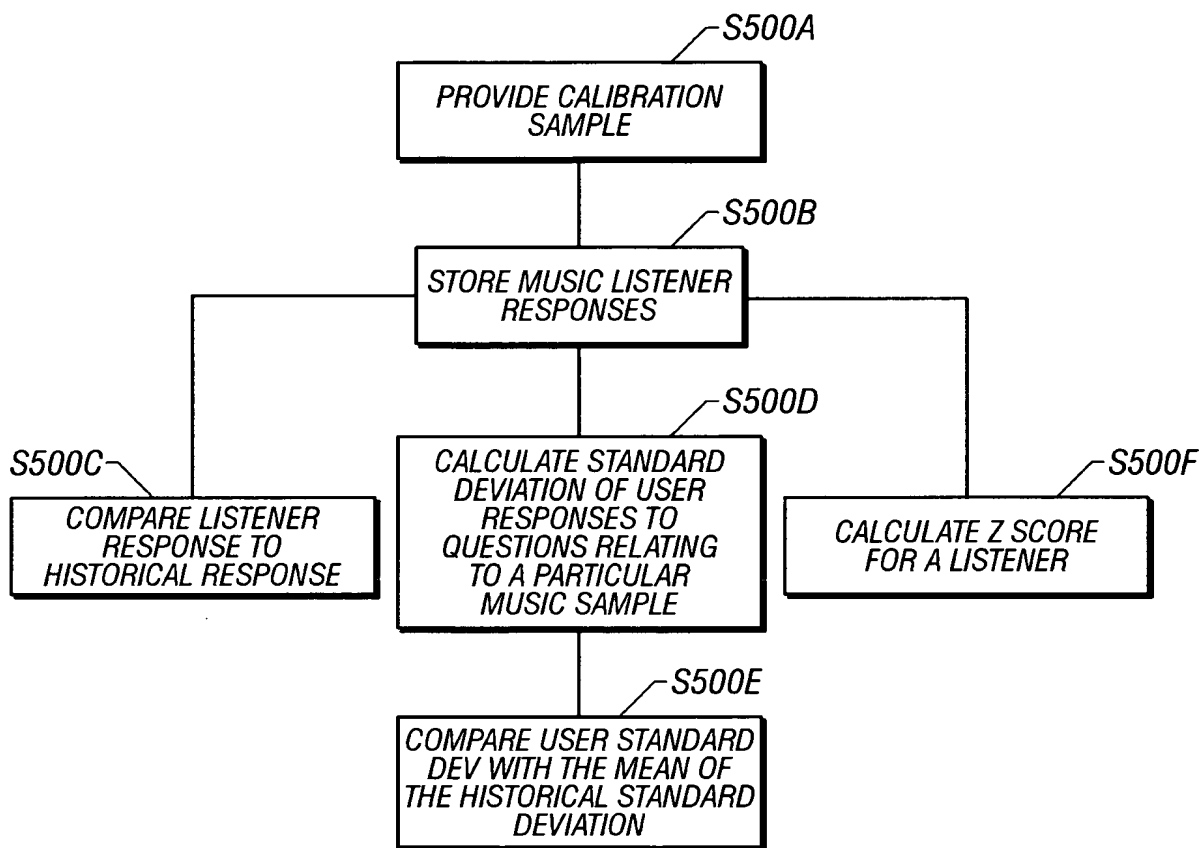 S500A
PROVIDE CALIBRATION
SAMPLE
S500B
STORE MUSIC LISTENER
RESPONSES
S500C
COMPARE LISTENER
RESPONSE TO
HISTORICAL RESPONSE
S500D
CALCULATE STANDARD
DEVIATION OF USER
RESPONSES TO
QUESTIONS RELATING
TO A PARTICULAR
MUSIC SAMPLE
S500F
CALCULATE Z SCORE
FOR A LISTENER
S500E
COMPARE USER STANDARD
DEV WITH THE MEAN OF
THE HISTORICAL STANDARD
DEVIATION